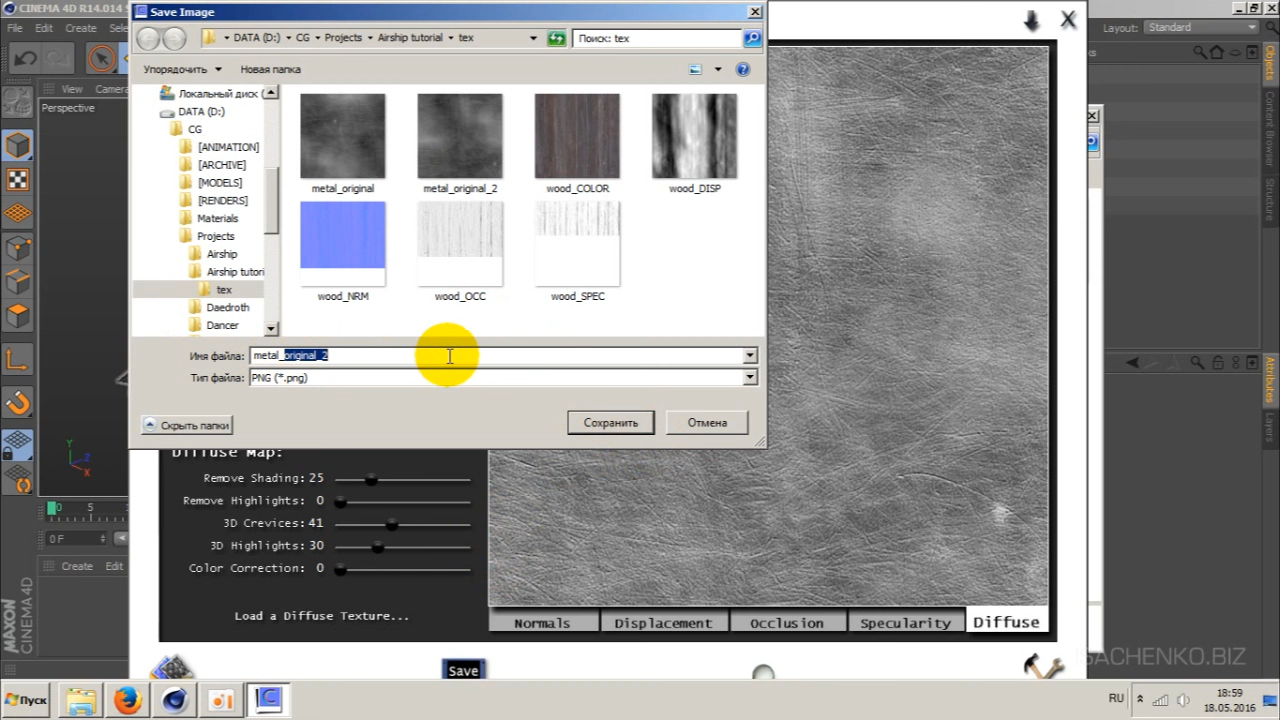 CINEMA 4D R14.014 S
File Edit Create
Layout: Standard
View Camera
Perspective
Save Image
DATA (D:) CG Projects Airship tutorial tex
Поиск: tex
Упорядочить Новая папка
Локальный диск (
DATA (D:)
CG
[ANIMATION]
[ARCHIVE]
[MODELS]
[RENDERS]
Materials
Projects
Airship
Airship tutori
tex
Daedroth
Dancer
metal_original metal_original_2 wood_COLOR wood_DISP
wood_NRM wood_OCC wood_SPEC
Имя файла: metal_original_2
Тип файла: PNG (*.png)
Скрыть папки Сохранить Отмена
Diffuse Map:
Remove Shading: 25
Remove Highlights: 0
3D Crevices: 41
3D Highlights: 30
Color Correction: 0
Load a Diffuse Texture...
Normals Displacement Occlusion Specularity Diffuse
Save
Y
Z
X
0 5
0 F
Create Edit
MAXON
CINEMA 4D
Objects
Content Browser
Structure
Attributes
Layers
ISACHENKO.BIZ
Пуск
RU
18:59
18.05.2016